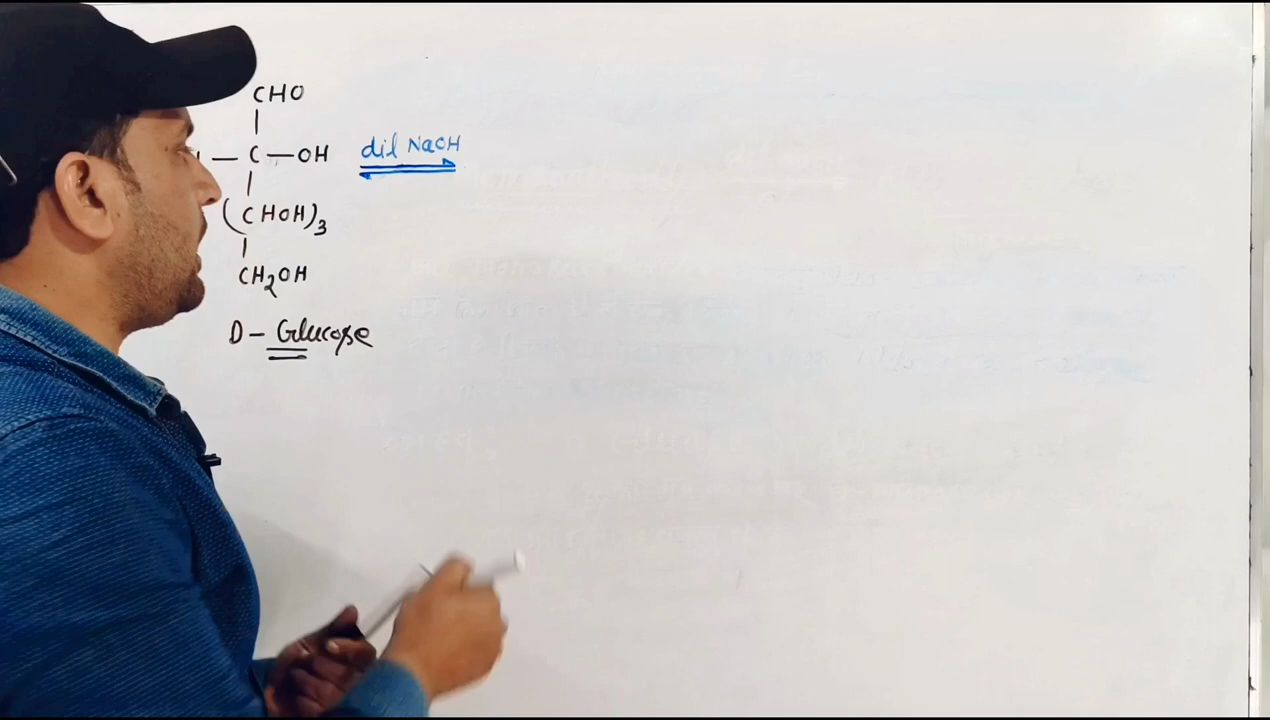 CHO
— C — OH
(CHOH)3
CH2OH
D - Glucose
dil NaOH